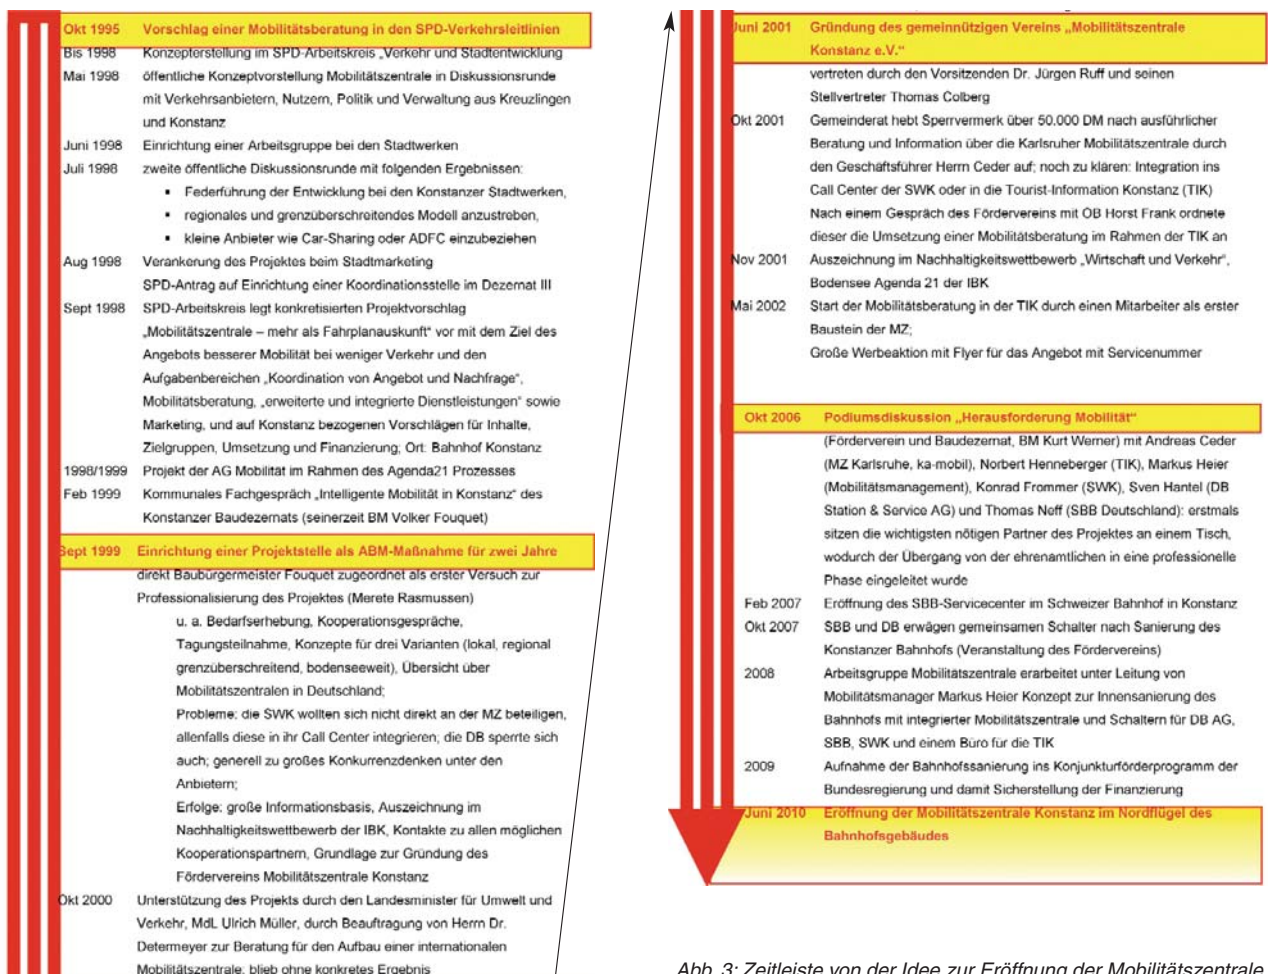 Okt 1995 Vorschlag einer Mobilitätsberatung in den SPD-Verkehrsleitlinien
Bis 1998 Konzepterstellung im SPD-Arbeitskreis „Verkehr und Stadtentwicklung
Mai 1998 öffentliche Konzeptvorstellung Mobilitätszentrale in Diskussionsrunde
mit Verkehrsanbietern, Nutzern, Politik und Verwaltung aus Kreuzlingen
und Konstanz
Juni 1998 Einrichtung einer Arbeitsgruppe bei den Stadtwerken
Juli 1998 zweite öffentliche Diskussionsrunde mit folgenden Ergebnissen:
▪ Federführung der Entwicklung bei den Konstanzer Stadtwerken,
▪ regionales und grenzüberschreitendes Modell anzustreben,
▪ kleine Anbieter wie Car-Sharing oder ADFC einzubeziehen
Aug 1998 Verankerung des Projektes beim Stadtmarketing
SPD-Antrag auf Einrichtung einer Koordinationsstelle im Dezernat III
Sept 1998 SPD-Arbeitskreis legt konkretisierten Projektvorschlag
„Mobilitätszentrale – mehr als Fahrplanauskunft“ vor mit dem Ziel des
Angebots besserer Mobilität bei weniger Verkehr und den
Aufgabenbereichen „Koordination von Angebot und Nachfrage“,
Mobilitätsberatung, „erweiterte und integrierte Dienstleistungen“ sowie
Marketing, und auf Konstanz bezogenen Vorschlägen für Inhalte,
Zielgruppen, Umsetzung und Finanzierung; Ort: Bahnhof Konstanz
1998/1999 Projekt der AG Mobilität im Rahmen des Agenda21 Prozesses
Feb 1999 Kommunales Fachgespräch „Intelligente Mobilität in Konstanz“ des
Konstanzer Baudezernats (seinerzeit BM Volker Fouquet)
Sept 1999 Einrichtung einer Projektstelle als ABM-Maßnahme für zwei Jahre
direkt Baubürgermeister Fouquet zugeordnet als erster Versuch zur
Professionalisierung des Projektes (Merete Rasmussen)
u. a. Bedarfserhebung, Kooperationsgespräche,
Tagungsteilnahme, Konzepte für drei Varianten (lokal, regional
grenzüberschreitend, bodenseeweit), Übersicht über
Mobilitätszentralen in Deutschland;
Probleme: die SWK wollten sich nicht direkt an der MZ beteiligen,
allenfalls diese in ihr Call Center integrieren; die DB sperrte sich
auch; generell zu großes Konkurrenzdenken unter den
Anbietern;
Erfolge: große Informationsbasis, Auszeichnung im
Nachhaltigkeitswettbewerb der IBK, Kontakte zu allen möglichen
Kooperationspartnern, Grundlage zur Gründung des
Fördervereins Mobilitätszentrale Konstanz
Okt 2000 Unterstützung des Projekts durch den Landesminister für Umwelt und
Verkehr, MdL Ulrich Müller, durch Beauftragung von Herrn Dr.
Determeyer zur Beratung für den Aufbau einer internationalen
Mobilitätszentrale; blieb ohne konkretes Ergebnis
Juni 2001 Gründung des gemeinnützigen Vereins „Mobilitätszentrale
Konstanz e.V.“
vertreten durch den Vorsitzenden Dr. Jürgen Ruff und seinen
Stellvertreter Thomas Colberg
Okt 2001 Gemeinderat hebt Sperrvermerk über 50.000 DM nach ausführlicher
Beratung und Information über die Karlsruher Mobilitätszentrale durch
den Geschäftsführer Herrn Ceder auf; noch zu klären: Integration ins
Call Center der SWK oder in die Tourist-Information Konstanz (TIK)
Nach einem Gespräch des Fördervereins mit OB Horst Frank ordnete
dieser die Umsetzung einer Mobilitätsberatung im Rahmen der TIK an
Nov 2001 Auszeichnung im Nachhaltigkeitswettbewerb „Wirtschaft und Verkehr“,
Bodensee Agenda 21 der IBK
Mai 2002 Start der Mobilitätsberatung in der TIK durch einen Mitarbeiter als erster
Baustein der MZ;
Große Werbeaktion mit Flyer für das Angebot mit Servicenummer
Okt 2006 Podiumsdiskussion „Herausforderung Mobilität“
(Förderverein und Baudezernat, BM Kurt Werner) mit Andreas Ceder
(MZ Karlsruhe, ka-mobil), Norbert Henneberger (TIK), Markus Heier
(Mobilitätsmanagement), Konrad Frommer (SWK), Sven Hantel (DB
Station & Service AG) und Thomas Neff (SBB Deutschland): erstmals
sitzen die wichtigsten nötigen Partner des Projektes an einem Tisch,
wodurch der Übergang von der ehrenamtlichen in eine professionelle
Phase eingeleitet wurde
Feb 2007 Eröffnung des SBB-Servicecenter im Schweizer Bahnhof in Konstanz
Okt 2007 SBB und DB erwägen gemeinsamen Schalter nach Sanierung des
Konstanzer Bahnhofs (Veranstaltung des Fördervereins)
2008 Arbeitsgruppe Mobilitätszentrale erarbeitet unter Leitung von
Mobilitätsmanager Markus Heier Konzept zur Innensanierung des
Bahnhofs mit integrierter Mobilitätszentrale und Schaltern für DB AG,
SBB, SWK und einem Büro für die TIK
2009 Aufnahme der Bahnhofssanierung ins Konjunkturförderprogramm der
Bundesregierung und damit Sicherstellung der Finanzierung
Juni 2010 Eröffnung der Mobilitätszentrale Konstanz im Nordflügel des
Bahnhofsgebäudes
Abb. 3: Zeitleiste von der Idee zur Eröffnung der Mobilitätszentrale